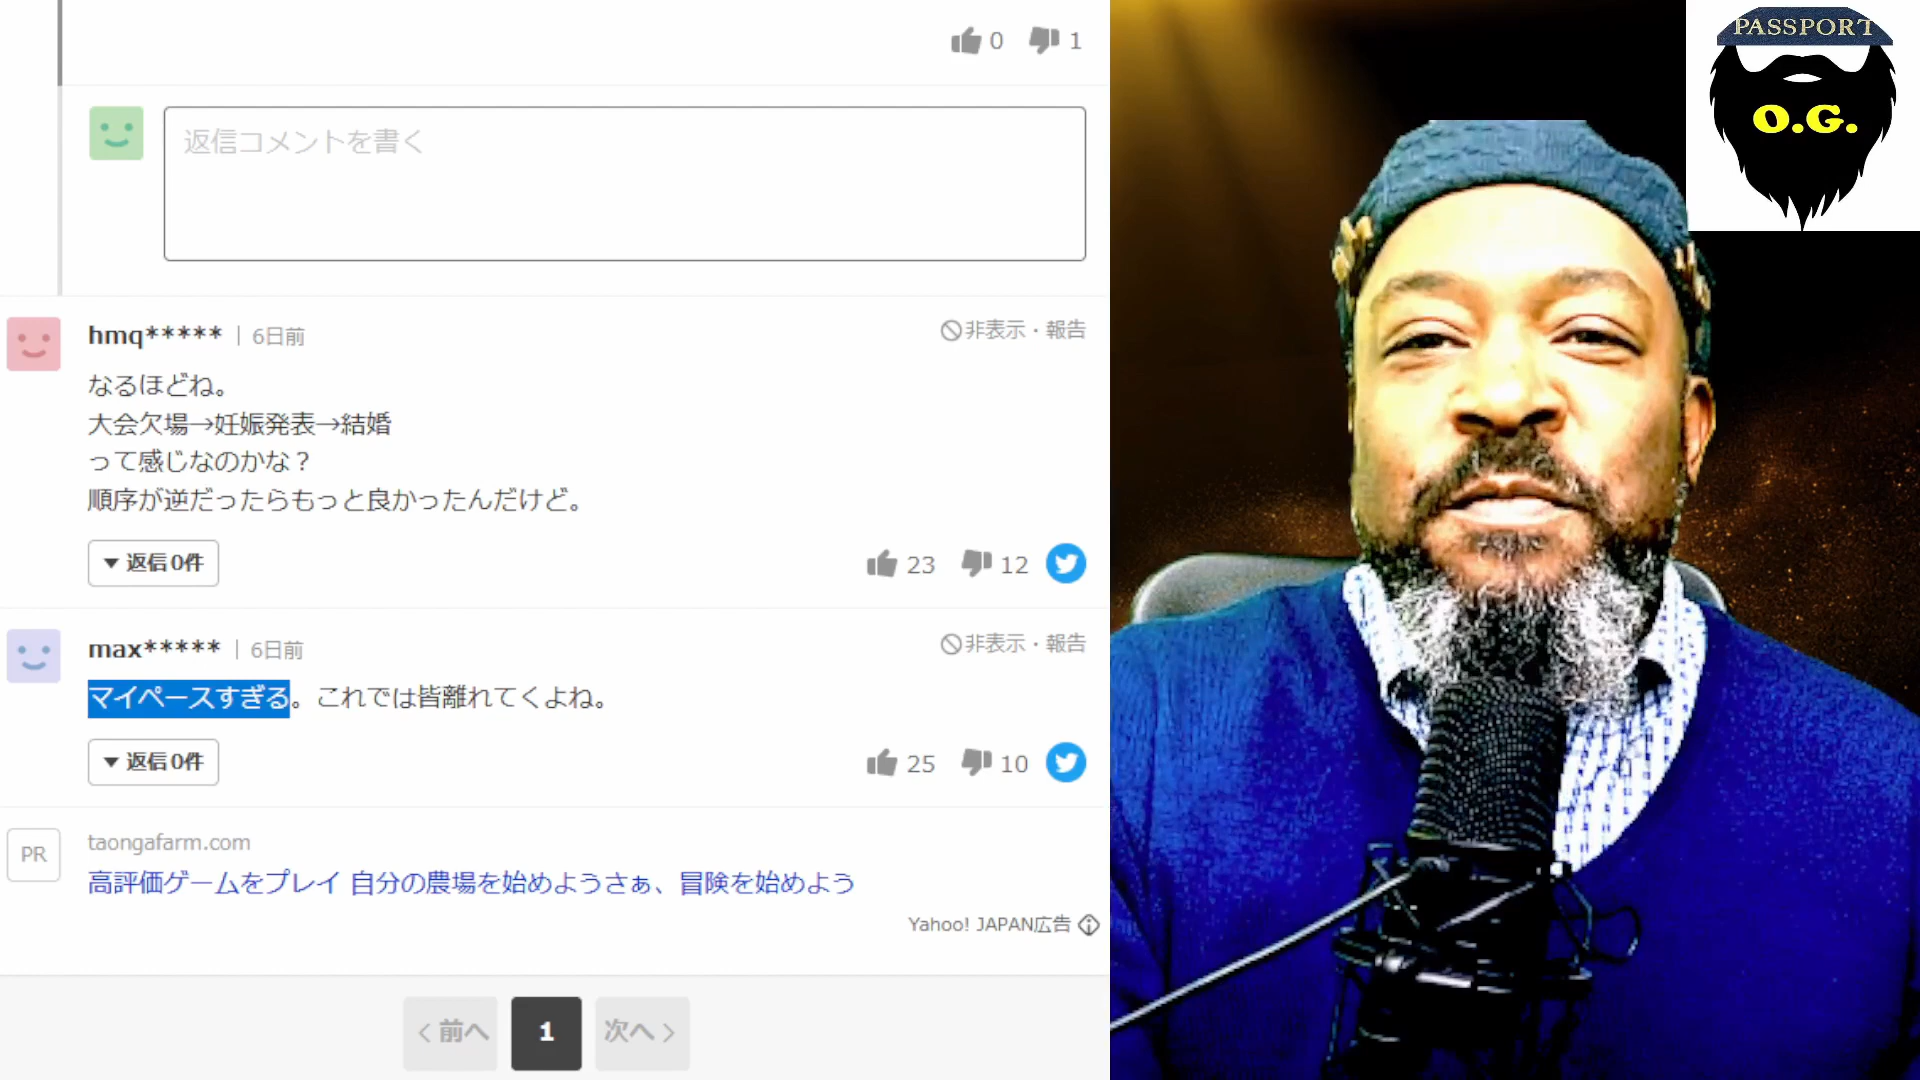 0 1
返信コメントを書く
hmq***** 6日前
非表示・報告
なるほどね。
大会欠場→妊娠発表→結婚
って感じなのかな？
順序が逆だったらもっと良かったんだけど。
返信0件
23 12
max***** 6日前
非表示・報告
マイペースすぎる。これでは皆離れてくよね。
返信0件
25 10
PR
taongafarm.com
高評価ゲームをプレイ 自分の農場を始めようさぁ、冒険を始めよう
Yahoo! JAPAN広告
前へ 1 次へ
PASSPORT
O.G.